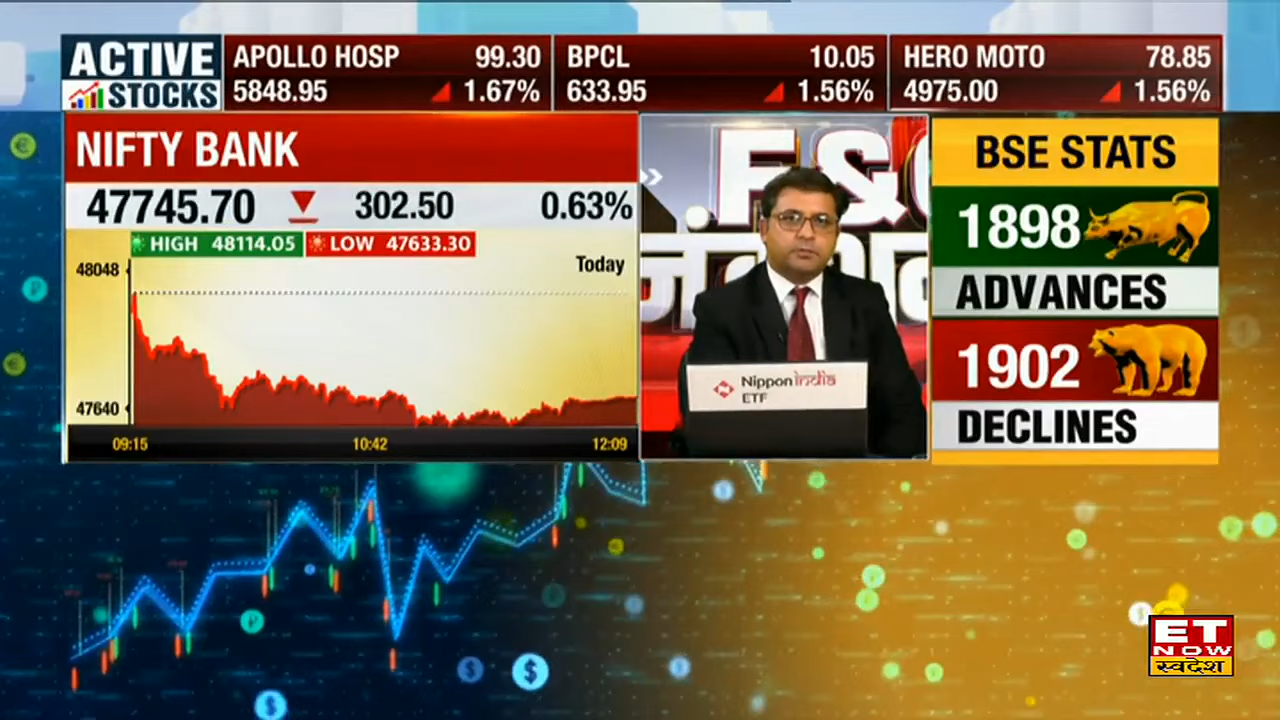 ACTIVE
STOCKS
APOLLO HOSP 99.30
5848.95 1.67%
BPCL 10.05
633.95 1.56%
HERO MOTO 78.85
4975.00 1.56%
NIFTY BANK
47745.70 302.50 0.63%
HIGH 48114.05 LOW 47633.30
Today
48048
47640
09:15 10:42 12:09
F&
Nippon india
ETF
BSE STATS
1898
ADVANCES
1902
DECLINES
ET
NOW
स्वदेश